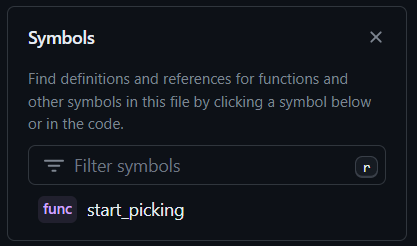 Symbols
Find definitions and references for functions and
other symbols in this file by clicking a symbol below
or in the code.
Filter symbols r
func start_picking